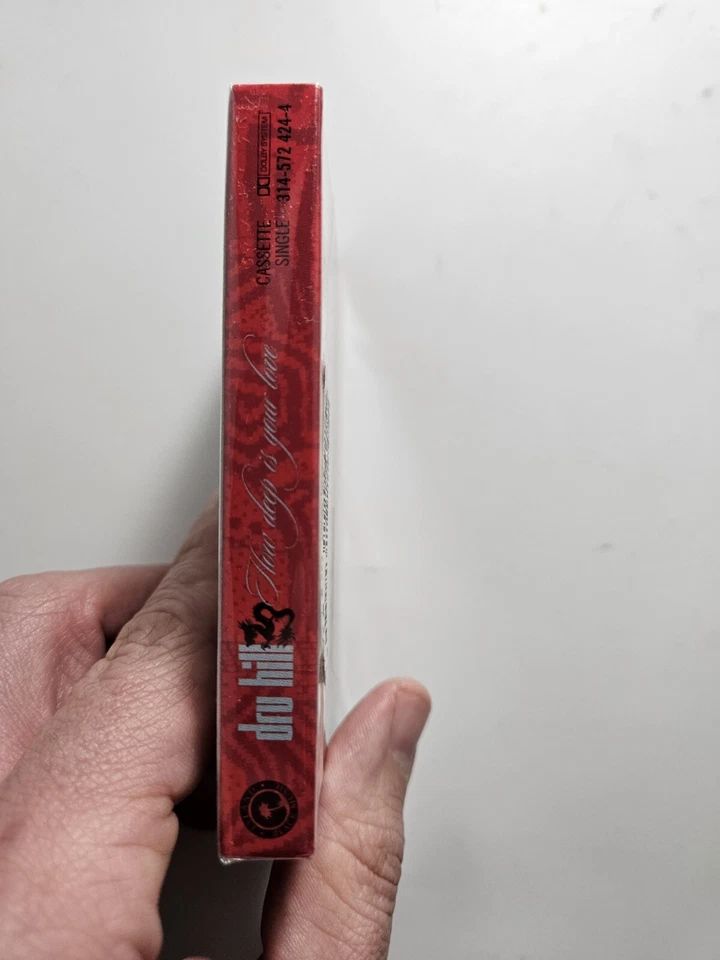 dru hill
How deep is your love
CASSETTE
SINGLE
DOLBY SYSTEM
314-572 424-4